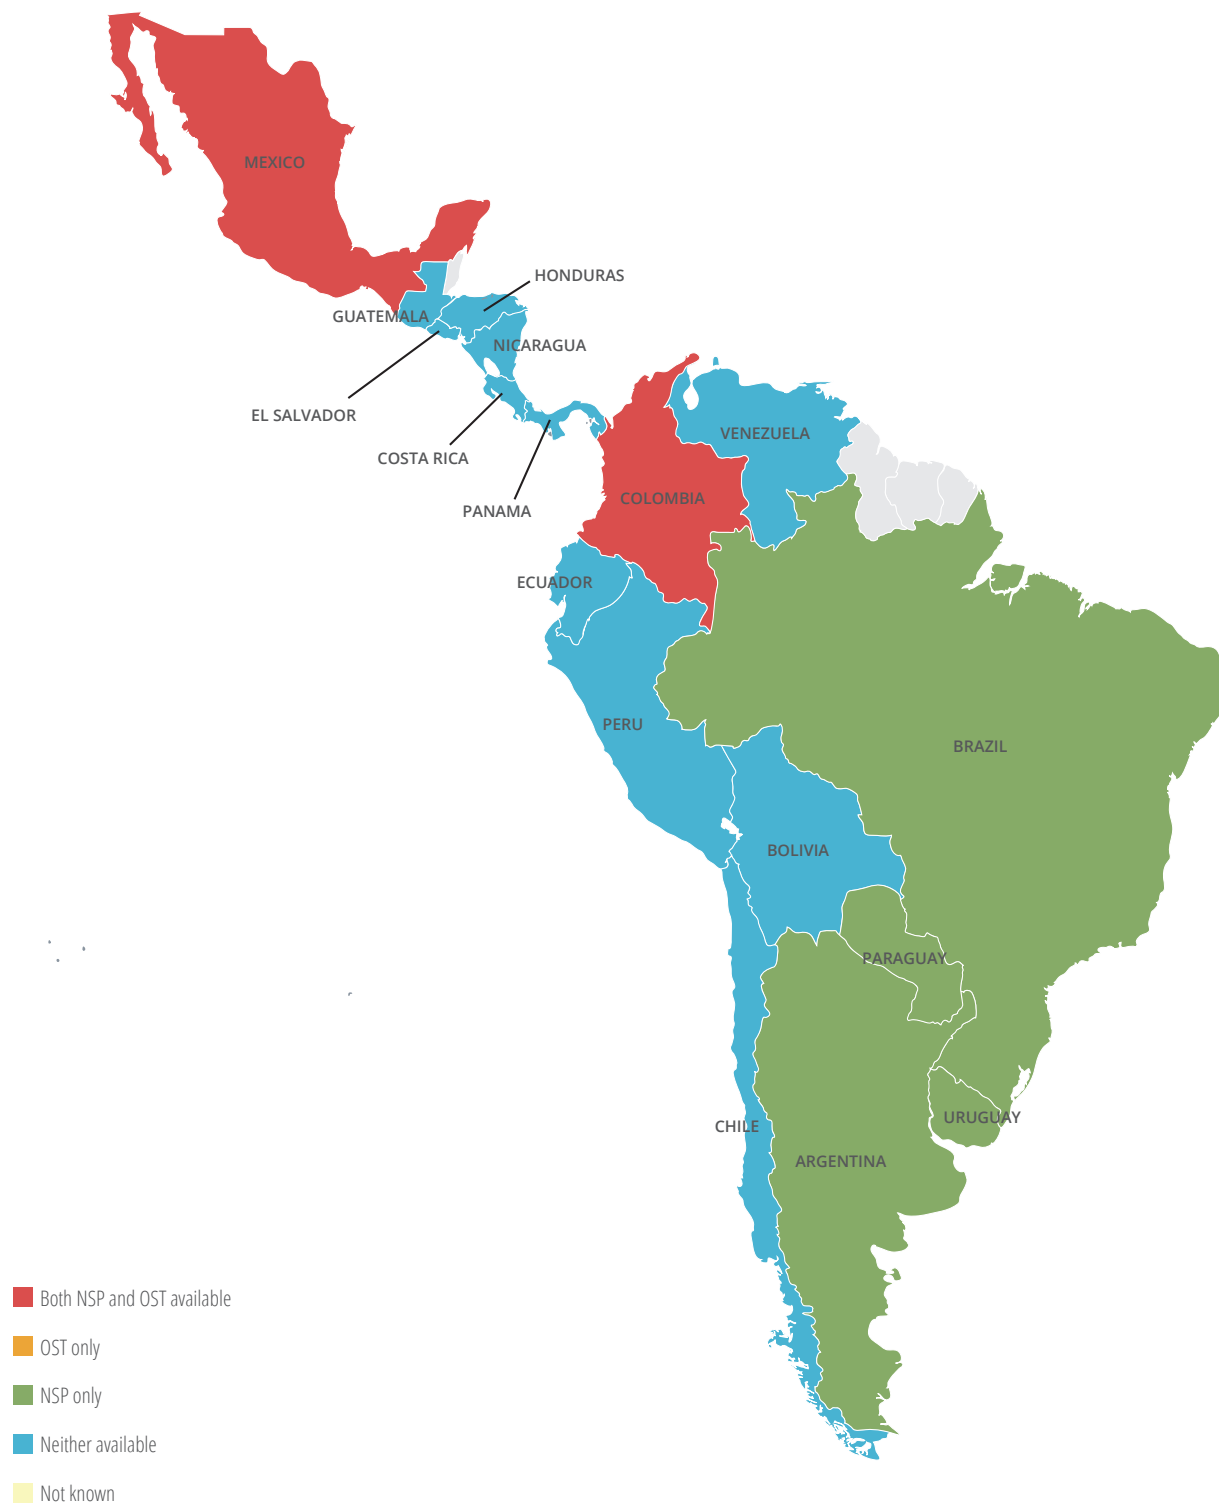 MEXICO
HONDURAS
GUATEMALA
NICARAGUA
EL SALVADOR
COSTA RICA
PANAMA
VENEZUELA
COLOMBIA
ECUADOR
PERU
BRAZIL
BOLIVIA
PARAGUAY
URUGUAY
CHILE
ARGENTINA
Both NSP and OST available
OST only
NSP only
Neither available
Not known